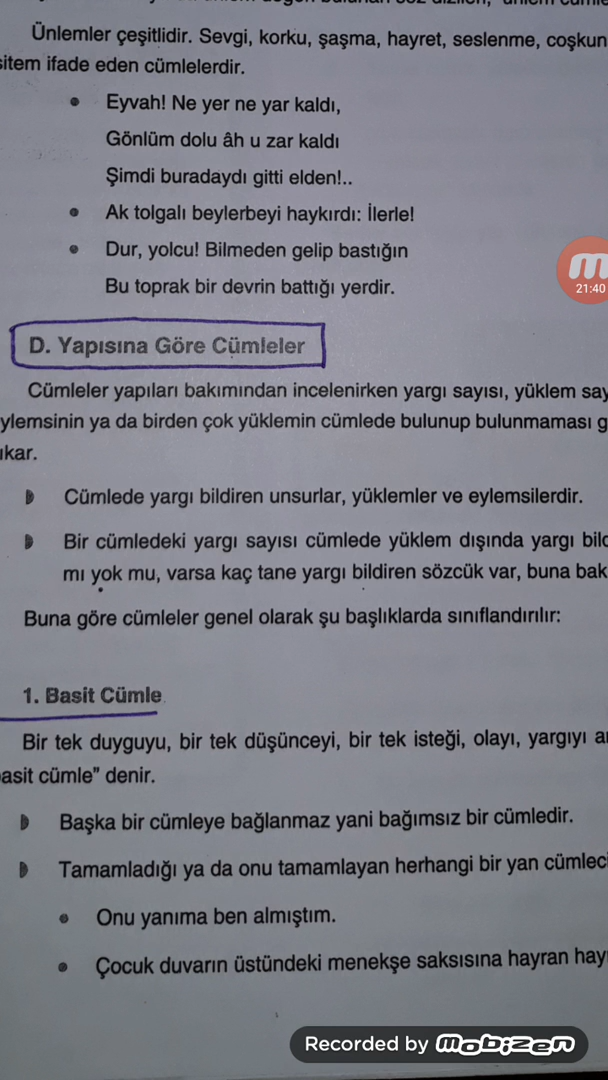 Ünlemler çeşitlidir. Sevgi, korku, şaşma, hayret, seslenme, coşkun
sitem ifade eden cümlelerdir.
Eyvah! Ne yer ne yar kaldı,
Gönlüm dolu âh u zar kaldı
Şimdi buradaydı gitti elden!..
Ak tolgalı beylerbeyi haykırdı: İlerle!
Dur, yolcu! Bilmeden gelip bastığın
Bu toprak bir devrin battığı yerdir.
21:40
D. Yapısına Göre Cümleler
Cümleler yapıları bakımından incelenirken yargı sayısı, yüklem say
ylemsinin ya da birden çok yüklemin cümlede bulunup bulunmaması g
ıkar.
Cümlede yargı bildiren unsurlar, yüklemler ve eylemsilerdir.
Bir cümledeki yargı sayısı cümlede yüklem dışında yargı bild
mı yok mu, varsa kaç tane yargı bildiren sözcük var, buna bak
Buna göre cümleler genel olarak şu başlıklarda sınıflandırılır:
1. Basit Cümle
Bir tek duyguyu, bir tek düşünceyi, bir tek isteği, olayı, yargıyı a
asit cümle" denir.
Başka bir cümleye bağlanmaz yani bağımsız bir cümledir.
Tamamladığı ya da onu tamamlayan herhangi bir yan cümleci
Onu yanıma ben almıştım.
Çocuk duvarın üstündeki menekşe saksısına hayran hay
Recorded by mobizen